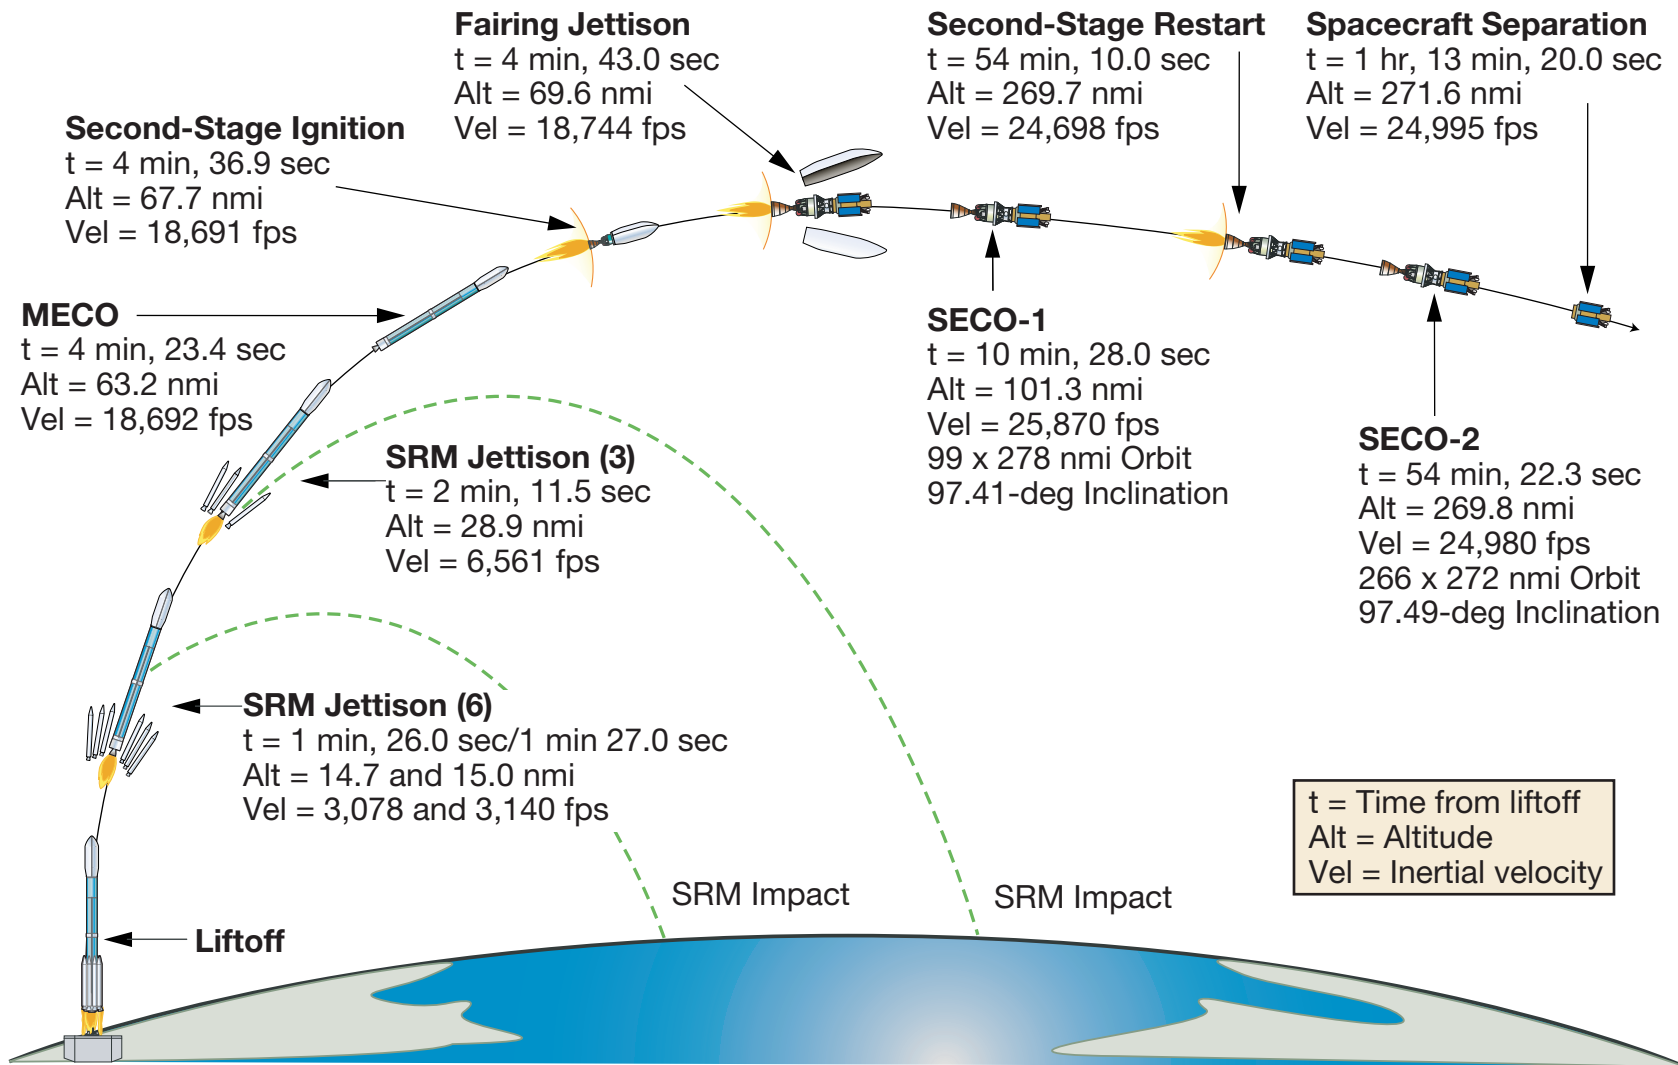 Fairing Jettison
t = 4 min, 43.0 sec
Alt = 69.6 nmi
Vel = 18,744 fps
Second-Stage Restart
t = 54 min, 10.0 sec
Alt = 269.7 nmi
Vel = 24,698 fps
Spacecraft Separation
t = 1 hr, 13 min, 20.0 sec
Alt = 271.6 nmi
Vel = 24,995 fps
Second-Stage Ignition
t = 4 min, 36.9 sec
Alt = 67.7 nmi
Vel = 18,691 fps
MECO
t = 4 min, 23.4 sec
Alt = 63.2 nmi
Vel = 18,692 fps
SECO-1
t = 10 min, 28.0 sec
Alt = 101.3 nmi
Vel = 25,870 fps
99 x 278 nmi Orbit
97.41-deg Inclination
SECO-2
t = 54 min, 22.3 sec
Alt = 269.8 nmi
Vel = 24,980 fps
266 x 272 nmi Orbit
97.49-deg Inclination
SRM Jettison (3)
t = 2 min, 11.5 sec
Alt = 28.9 nmi
Vel = 6,561 fps
SRM Jettison (6)
t = 1 min, 26.0 sec/1 min 27.0 sec
Alt = 14.7 and 15.0 nmi
Vel = 3,078 and 3,140 fps
t = Time from liftoff
Alt = Altitude
Vel = Inertial velocity
SRM Impact
SRM Impact
Liftoff